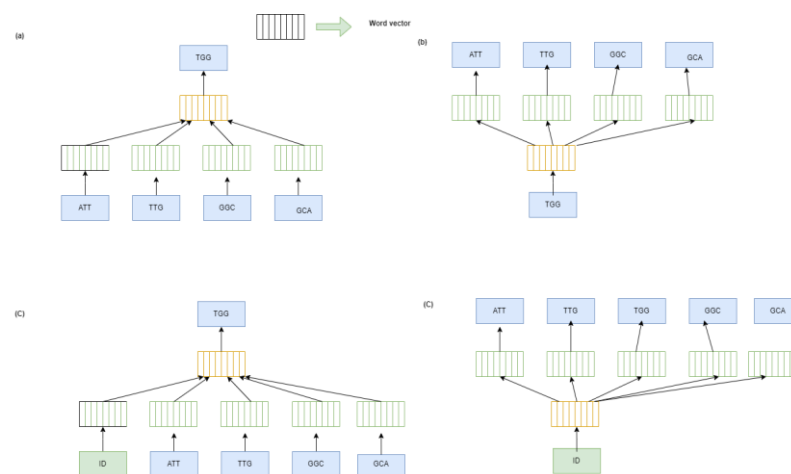 (a)
Word vector
TGG
ATT
TTG
GGC
GCA
(b)
ATT
TTG
GGC
GCA
TGG
(C)
TGG
ID
ATT
TTG
GGC
GCA
(C)
ATT
TTG
TGG
GGC
GCA
ID